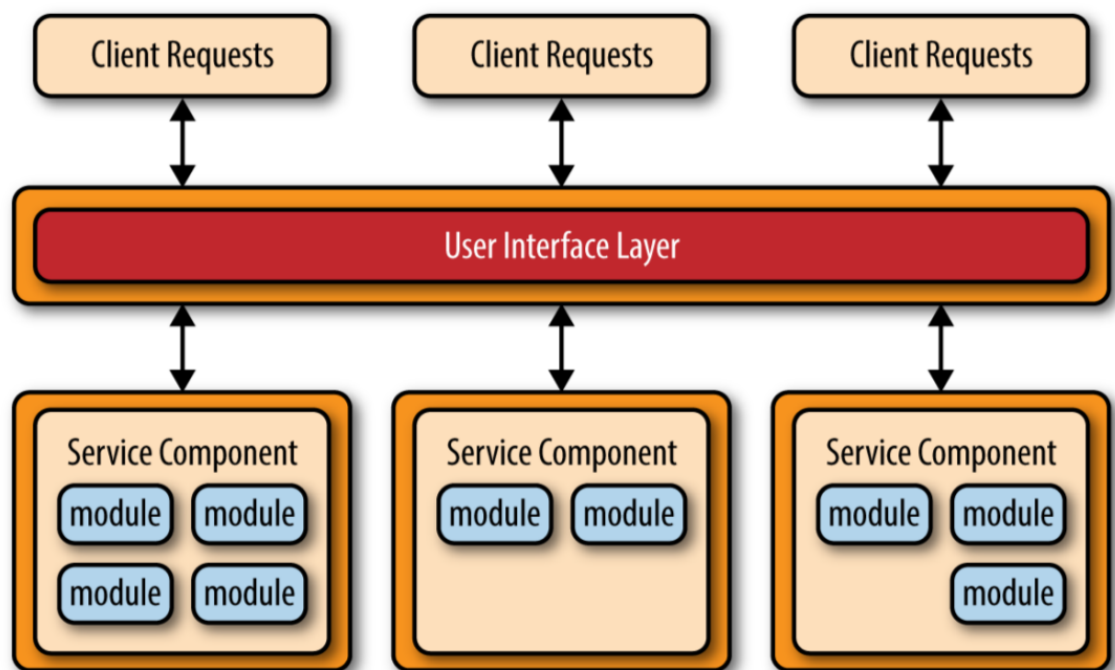 Client Requests
Client Requests
Client Requests
User Interface Layer
Service Component
module module
module module
Service Component
module module
Service Component
module module
module